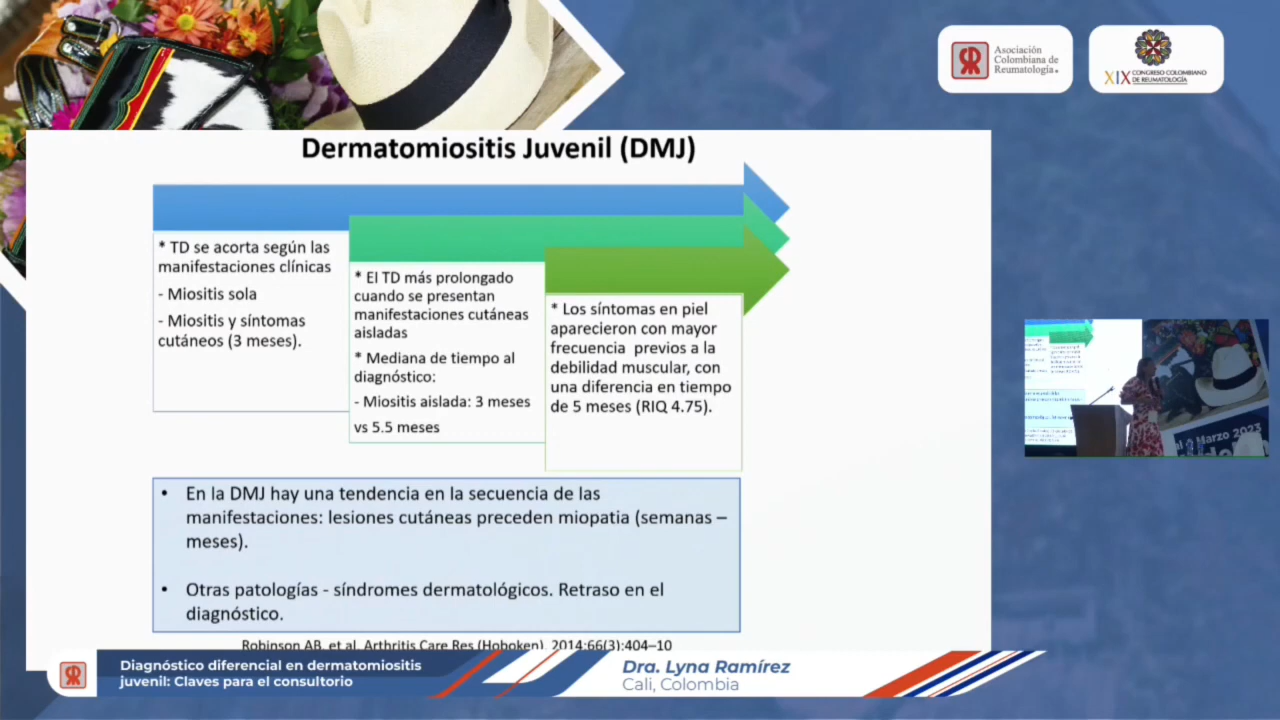 Asociación
Colombiana de
Reumatología.
XIX CONGRESO COLOMBIANO
DE REUMATOLOGÍA
Dermatomiositis Juvenil (DMJ)
* TD se acorta según las
manifestaciones clínicas
- Miositis sola
- Miositis y síntomas
cutáneos (3 meses).
* El TD más prolongado
cuando se presentan
manifestaciones cutáneas
aisladas
* Mediana de tiempo al
diagnóstico:
- Miositis aislada: 3 meses
vs 5.5 meses
* Los síntomas en piel
aparecieron con mayor
frecuencia previos a la
debilidad muscular, con
una diferencia en tiempo
de 5 meses (RIQ 4.75).
• En la DMJ hay una tendencia en la secuencia de las
manifestaciones: lesiones cutáneas preceden miopatia (semanas –
meses).
• Otras patologías - síndromes dermatológicos. Retraso en el
diagnóstico.
Robinson AB, et al. Arthritis Care Res (Hoboken). 2014;66(3):404–10
Marzo 2023
Diagnóstico diferencial en dermatomiositis
juvenil: Claves para el consultorio
Dra. Lyna Ramírez
Cali, Colombia